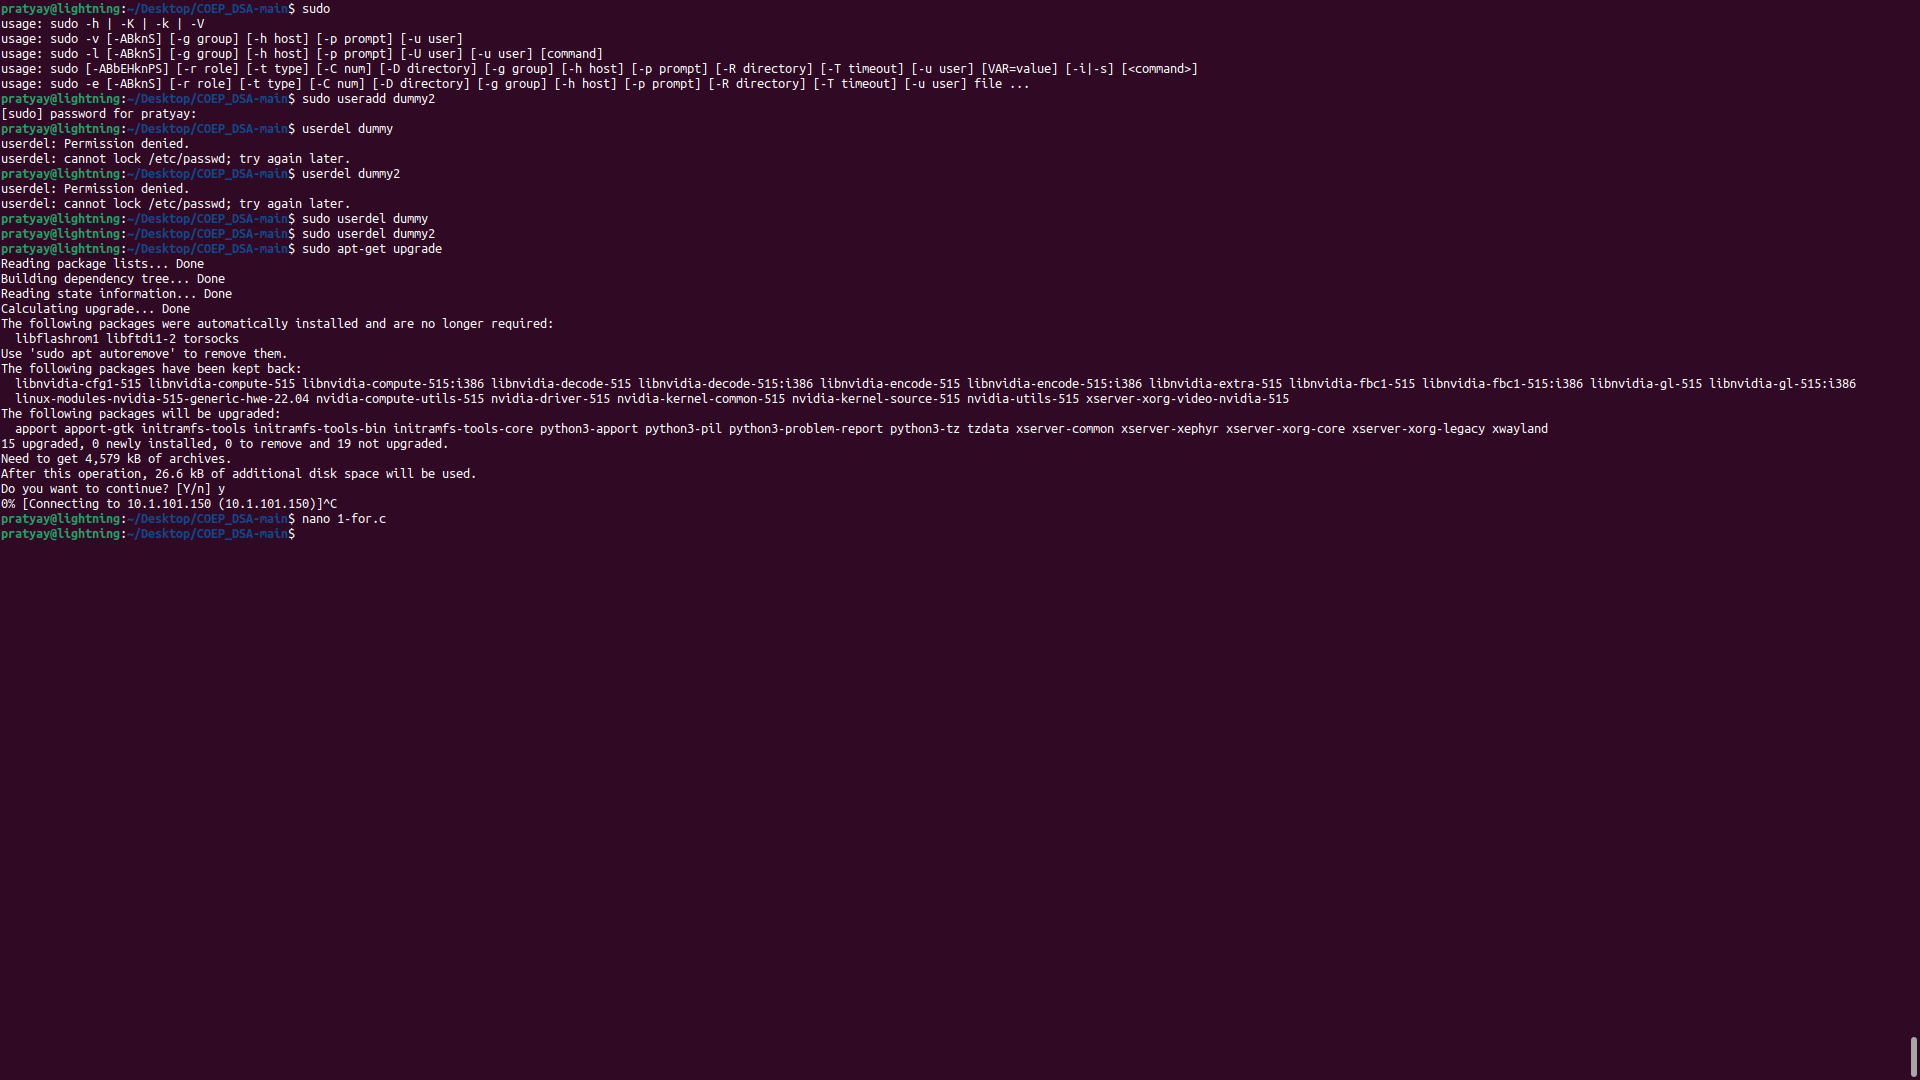 pratyay@lightning:~/Desktop/COEP_DSA-main$ sudo
usage: sudo -h | -K | -k | -V
usage: sudo -v [-ABknS] [-g group] [-h host] [-p prompt] [-u user]
usage: sudo -l [-ABknS] [-g group] [-h host] [-p prompt] [-U user] [-u user] [command]
usage: sudo [-ABbEHknPS] [-r role] [-t type] [-C num] [-D directory] [-g group] [-h host] [-p prompt] [-R directory] [-T timeout] [-u user] [VAR=value] [-i|-s] [<command>]
usage: sudo -e [-ABknS] [-r role] [-t type] [-C num] [-D directory] [-g group] [-h host] [-p prompt] [-R directory] [-T timeout] [-u user] file ...
pratyay@lightning:~/Desktop/COEP_DSA-main$ sudo useradd dummy2
[sudo] password for pratyay:
pratyay@lightning:~/Desktop/COEP_DSA-main$ userdel dummy
userdel: Permission denied.
userdel: cannot lock /etc/passwd; try again later.
pratyay@lightning:~/Desktop/COEP_DSA-main$ userdel dummy2
userdel: Permission denied.
userdel: cannot lock /etc/passwd; try again later.
pratyay@lightning:~/Desktop/COEP_DSA-main$ sudo userdel dummy
pratyay@lightning:~/Desktop/COEP_DSA-main$ sudo userdel dummy2
pratyay@lightning:~/Desktop/COEP_DSA-main$ sudo apt-get upgrade
Reading package lists... Done
Building dependency tree... Done
Reading state information... Done
Calculating upgrade... Done
The following packages were automatically installed and are no longer required:
  libflashrom1 libftdi1-2 torsocks
Use 'sudo apt autoremove' to remove them.
The following packages have been kept back:
  libnvidia-cfg1-515 libnvidia-compute-515 libnvidia-compute-515:i386 libnvidia-decode-515 libnvidia-decode-515:i386 libnvidia-encode-515 libnvidia-encode-515:i386 libnvidia-extra-515 libnvidia-fbc1-515 libnvidia-fbc1-515:i386 libnvidia-gl-515 libnvidia-gl-515:i386
  linux-modules-nvidia-515-generic-hwe-22.04 nvidia-compute-utils-515 nvidia-driver-515 nvidia-kernel-common-515 nvidia-kernel-source-515 nvidia-utils-515 xserver-xorg-video-nvidia-515
The following packages will be upgraded:
  apport apport-gtk initramfs-tools initramfs-tools-bin initramfs-tools-core python3-apport python3-pil python3-problem-report python3-tz tzdata xserver-common xserver-xephyr xserver-xorg-core xserver-xorg-legacy xwayland
15 upgraded, 0 newly installed, 0 to remove and 19 not upgraded.
Need to get 4,579 kB of archives.
After this operation, 26.6 kB of additional disk space will be used.
Do you want to continue? [Y/n] y
0% [Connecting to 10.1.101.150 (10.1.101.150)]^C
pratyay@lightning:~/Desktop/COEP_DSA-main$ nano 1-for.c
pratyay@lightning:~/Desktop/COEP_DSA-main$